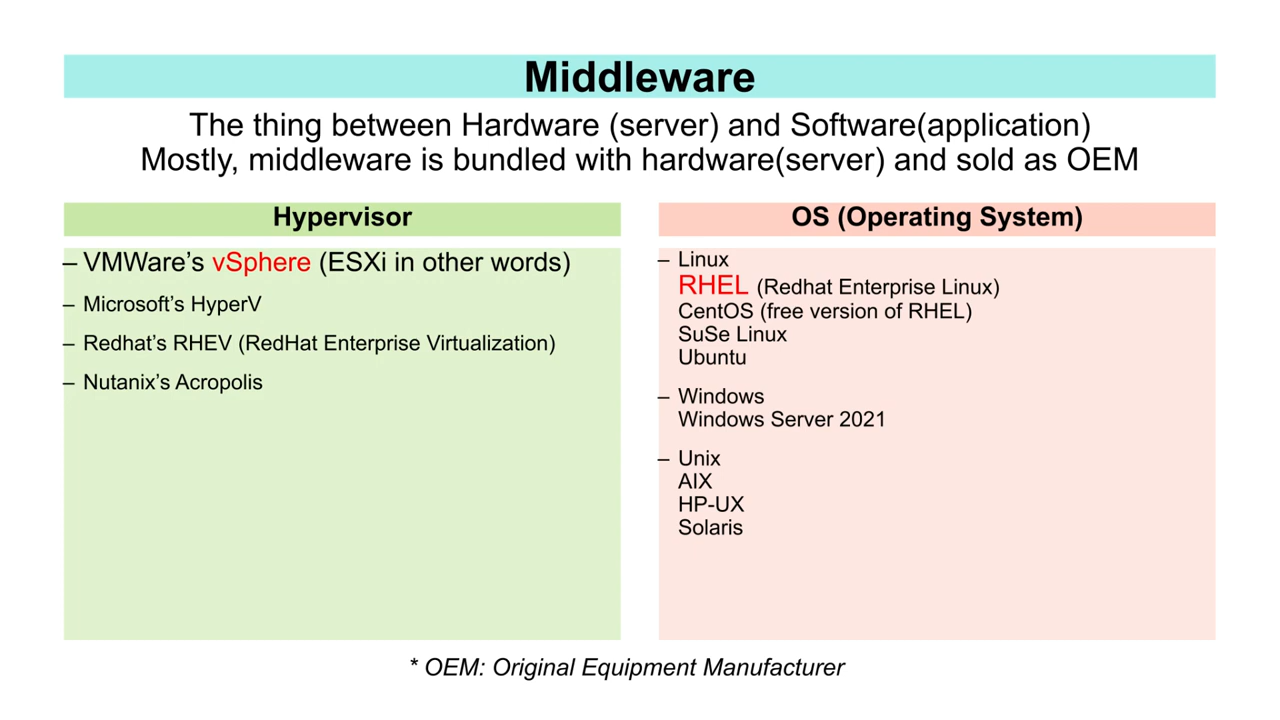 Middleware
The thing between Hardware (server) and Software(application)
Mostly, middleware is bundled with hardware(server) and sold as OEM
Hypervisor
– VMWare’s vSphere (ESXi in other words)
– Microsoft’s HyperV
– Redhat’s RHEV (RedHat Enterprise Virtualization)
– Nutanix’s Acropolis
OS (Operating System)
– Linux
RHEL (Redhat Enterprise Linux)
CentOS (free version of RHEL)
SuSe Linux
Ubuntu
– Windows
Windows Server 2021
– Unix
AIX
HP-UX
Solaris
* OEM: Original Equipment Manufacturer